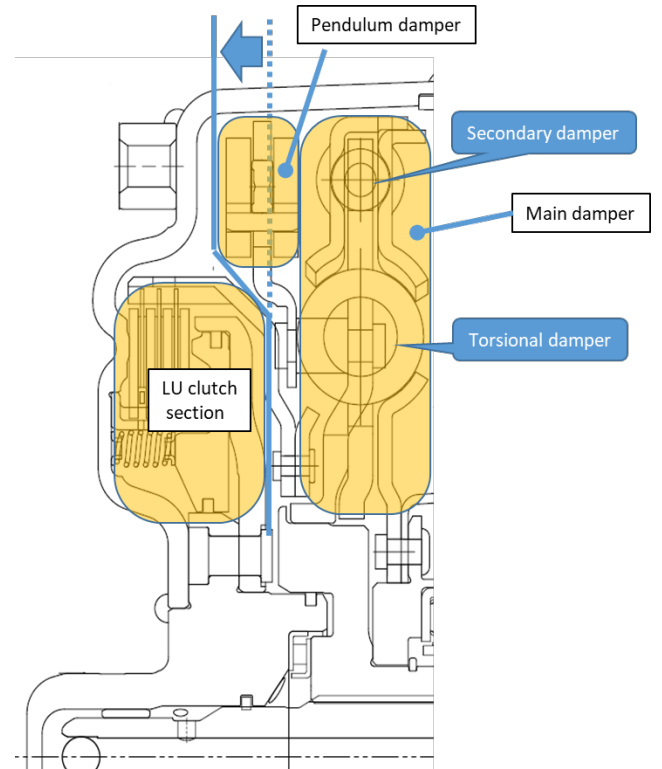 Pendulum damper
Secondary damper
Main damper
Torsional damper
LU clutch
section